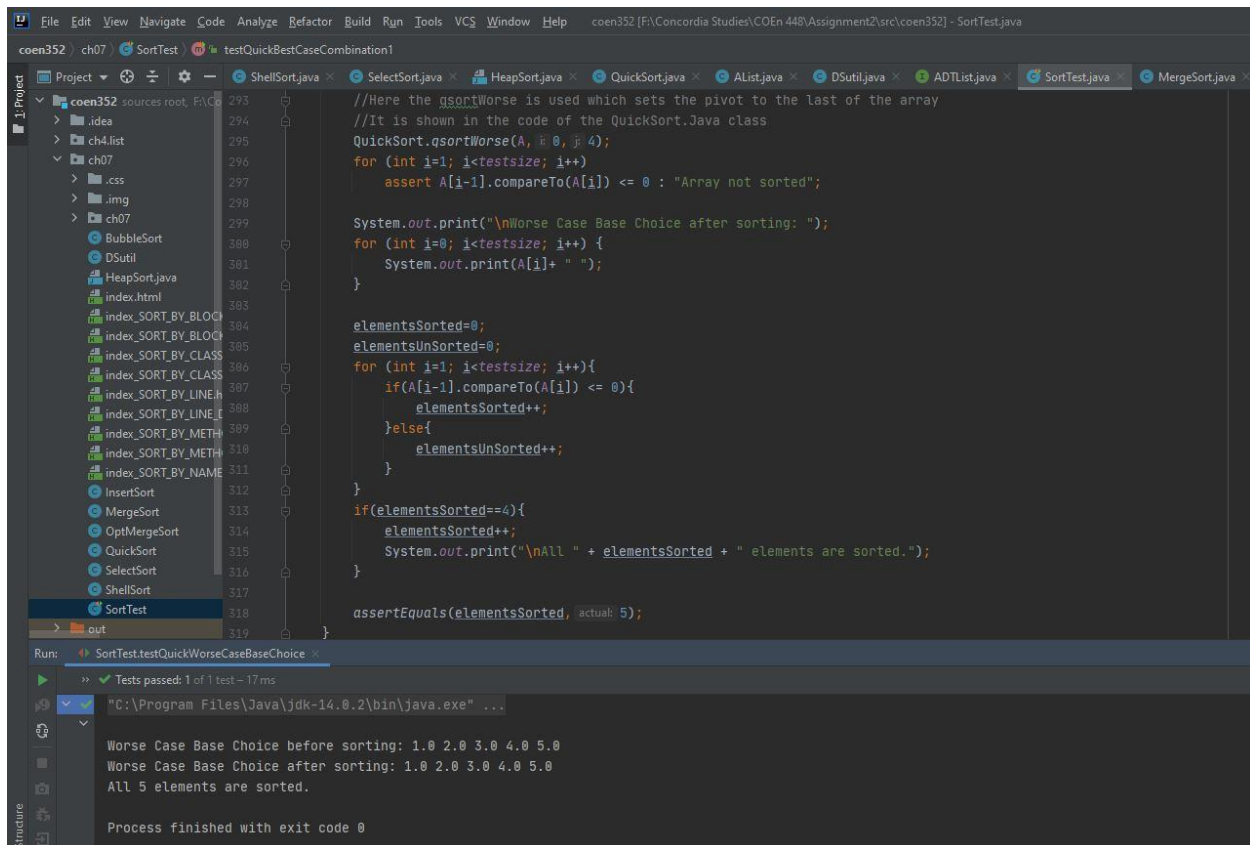 File Edit View Navigate Code Analyze Refactor Build Run Tools VCS Window Help coen352 [F:\Concordia Studies\COEn 448\Assignment2\src\coen352] - SortTest.java
coen352 ch07 SortTest testQuickBestCaseCombination1
Project ShellSort.java SelectSort.java HeapSort.java QuickSort.java AList.java DSutil.java ADTList.java SortTest.java MergeSort.java
1: Project
coen352 sources root, F:\Co
.idea
ch4.list
ch07
.css
.img
ch07
BubbleSort
DSutil
HeapSort.java
index.html
index_SORT_BY_BLOCK
index_SORT_BY_BLOCK
index_SORT_BY_CLASS
index_SORT_BY_CLASS
index_SORT_BY_LINE.h
index_SORT_BY_LINE_D
index_SORT_BY_METH
index_SORT_BY_METH
index_SORT_BY_NAME
InsertSort
MergeSort
OptMergeSort
QuickSort
SelectSort
ShellSort
SortTest
out
293 //Here the qsortWorse is used which sets the pivot to the last of the array
294 //It is shown in the code of the QuickSort.Java class
295 QuickSort.qsortWorse(A, i: 0, j: 4);
296 for (int i=1; i<testsize; i++)
297 assert A[i-1].compareTo(A[i]) <= 0 : "Array not sorted";
298
299 System.out.print("\nWorse Case Base Choice after sorting: ");
300 for (int i=0; i<testsize; i++) {
301 System.out.print(A[i]+ " ");
302 }
303
304 elementsSorted=0;
305 elementsUnSorted=0;
306 for (int i=1; i<testsize; i++){
307 if(A[i-1].compareTo(A[i]) <= 0){
308 elementsSorted++;
309 }else{
310 elementsUnSorted++;
311 }
312 }
313 if(elementsSorted==4){
314 elementsSorted++;
315 System.out.print("\nAll " + elementsSorted + " elements are sorted.");
316 }
317
318 assertEquals(elementsSorted, actual: 5);
319 }
Run: SortTest.testQuickWorseCaseBaseChoice
Tests passed: 1 of 1 test – 17 ms
"C:\Program Files\Java\jdk-14.0.2\bin\java.exe" ...
Worse Case Base Choice before sorting: 1.0 2.0 3.0 4.0 5.0
Worse Case Base Choice after sorting: 1.0 2.0 3.0 4.0 5.0
All 5 elements are sorted.
Process finished with exit code 0
Structure